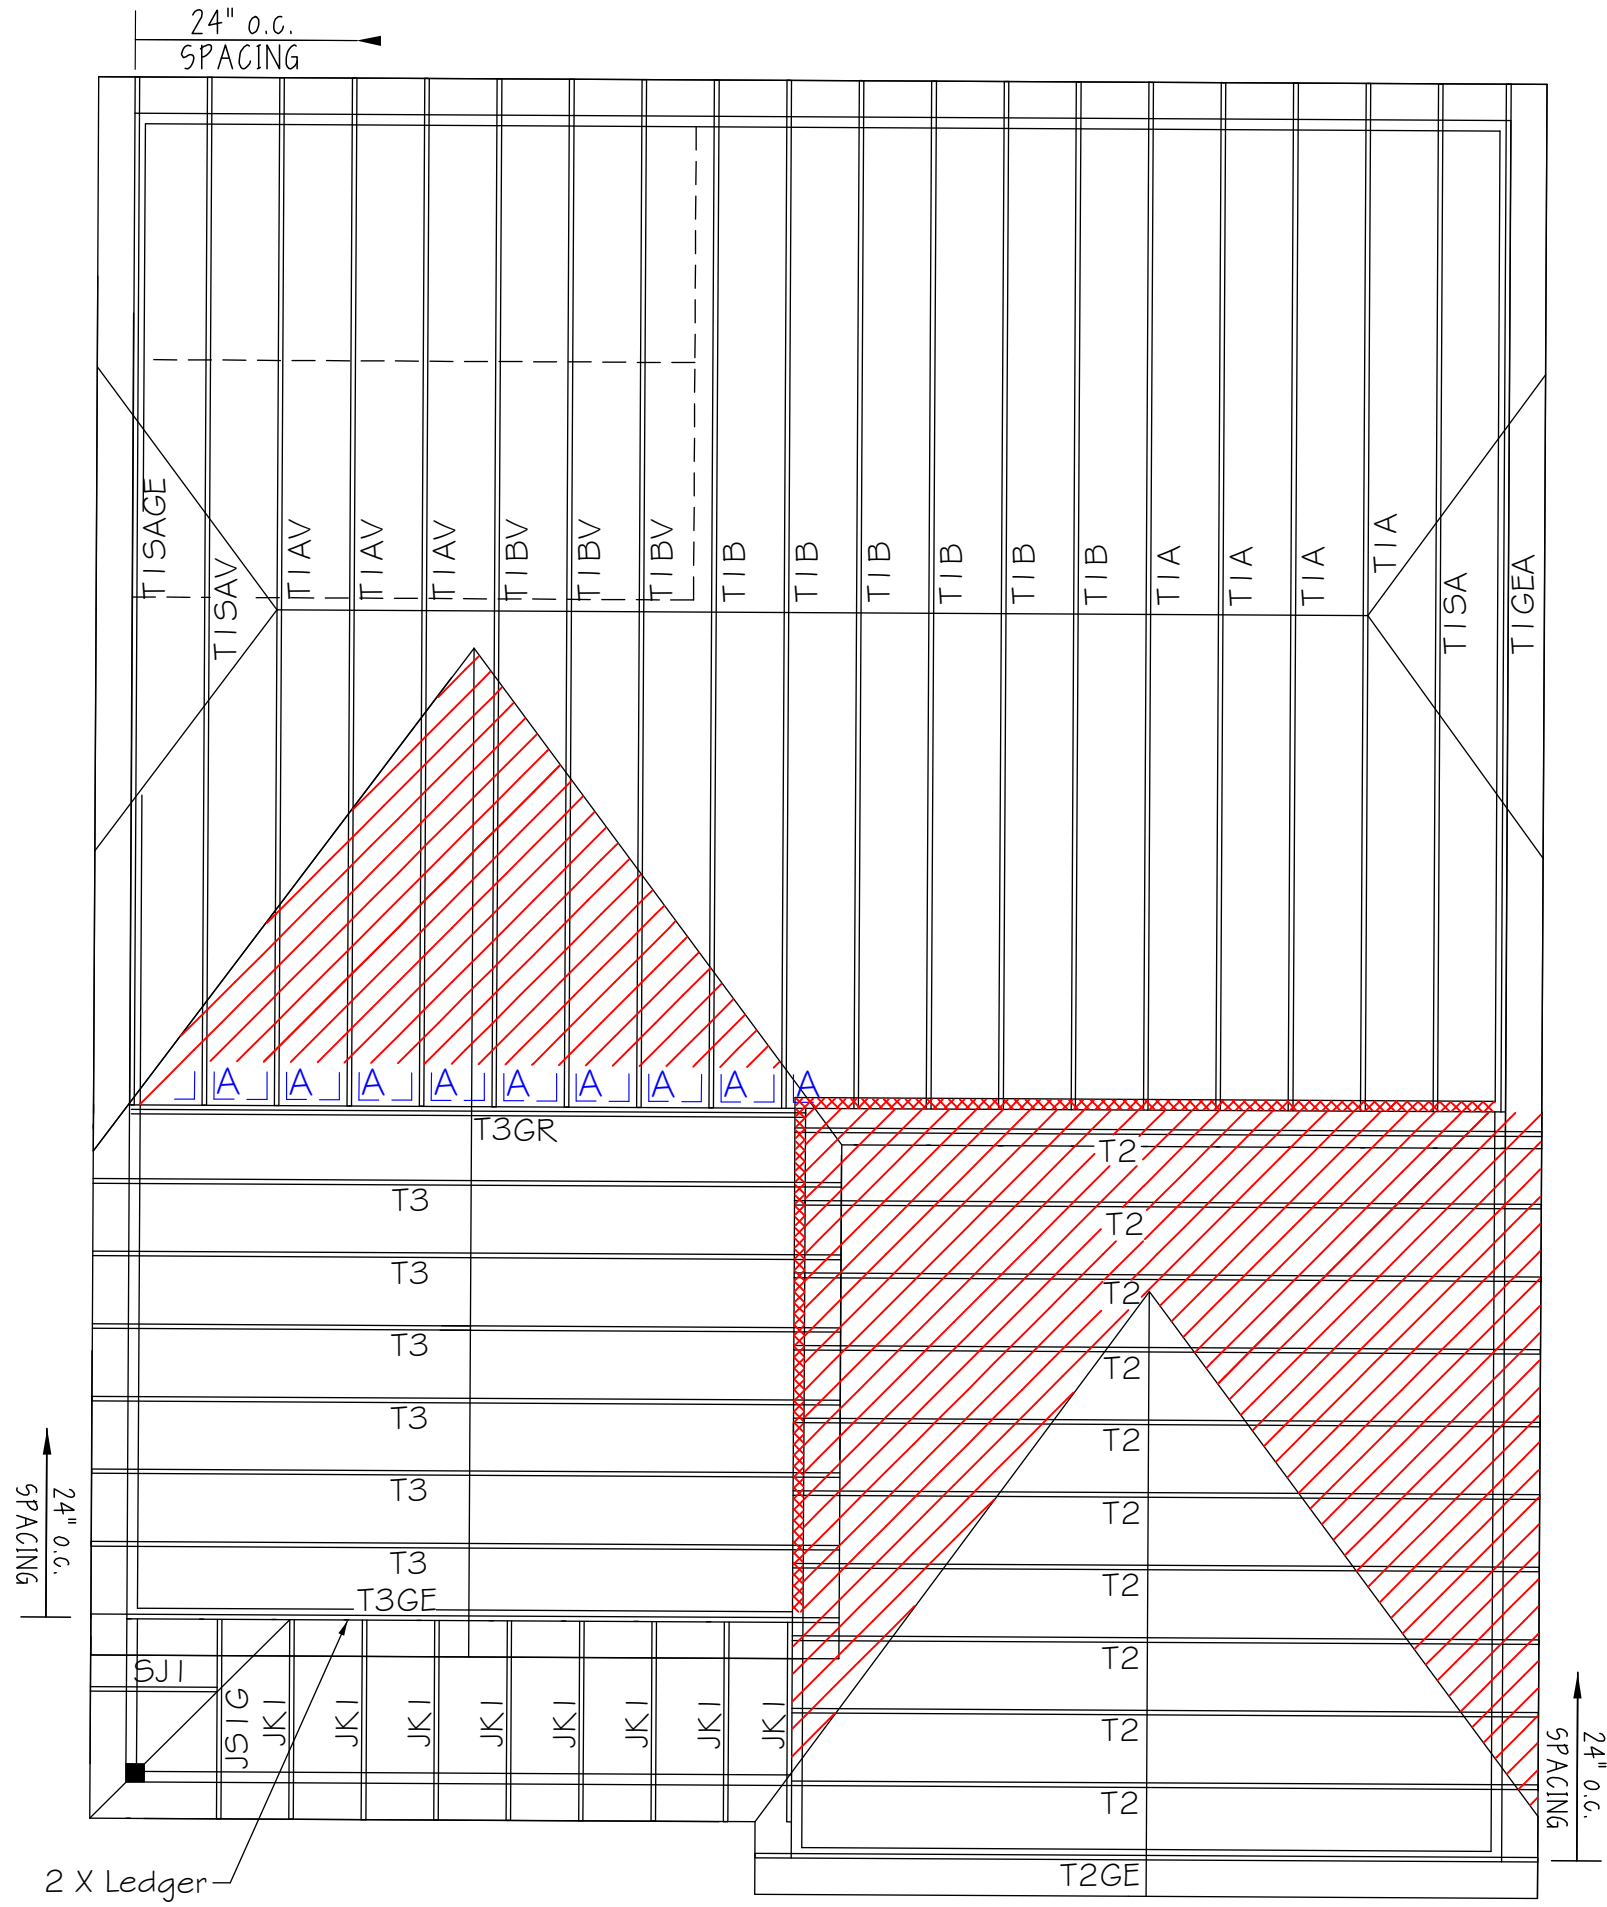 24" o.c.
SPACING
T1SAGE
T1SAV
T1AV
T1AV
T1AV
T1BV
T1BV
T1BV
T1B
T1B
T1B
T1B
T1B
T1B
T1A
T1A
T1A
T1A
T1SA
T1GEA
A
A
A
A
A
A
A
A
A
T3GR
T2
T3
T2
T3
T2
T3
T2
T3
T2
T3
T2
T3
T2
T3GE
T2
T2
T2
T2GE
24" o.c.
SPACING
SJ1
JS1G
JK1
JK1
JK1
JK1
JK1
JK1
JK1
JK1
24" o.c.
SPACING
2 X Ledger